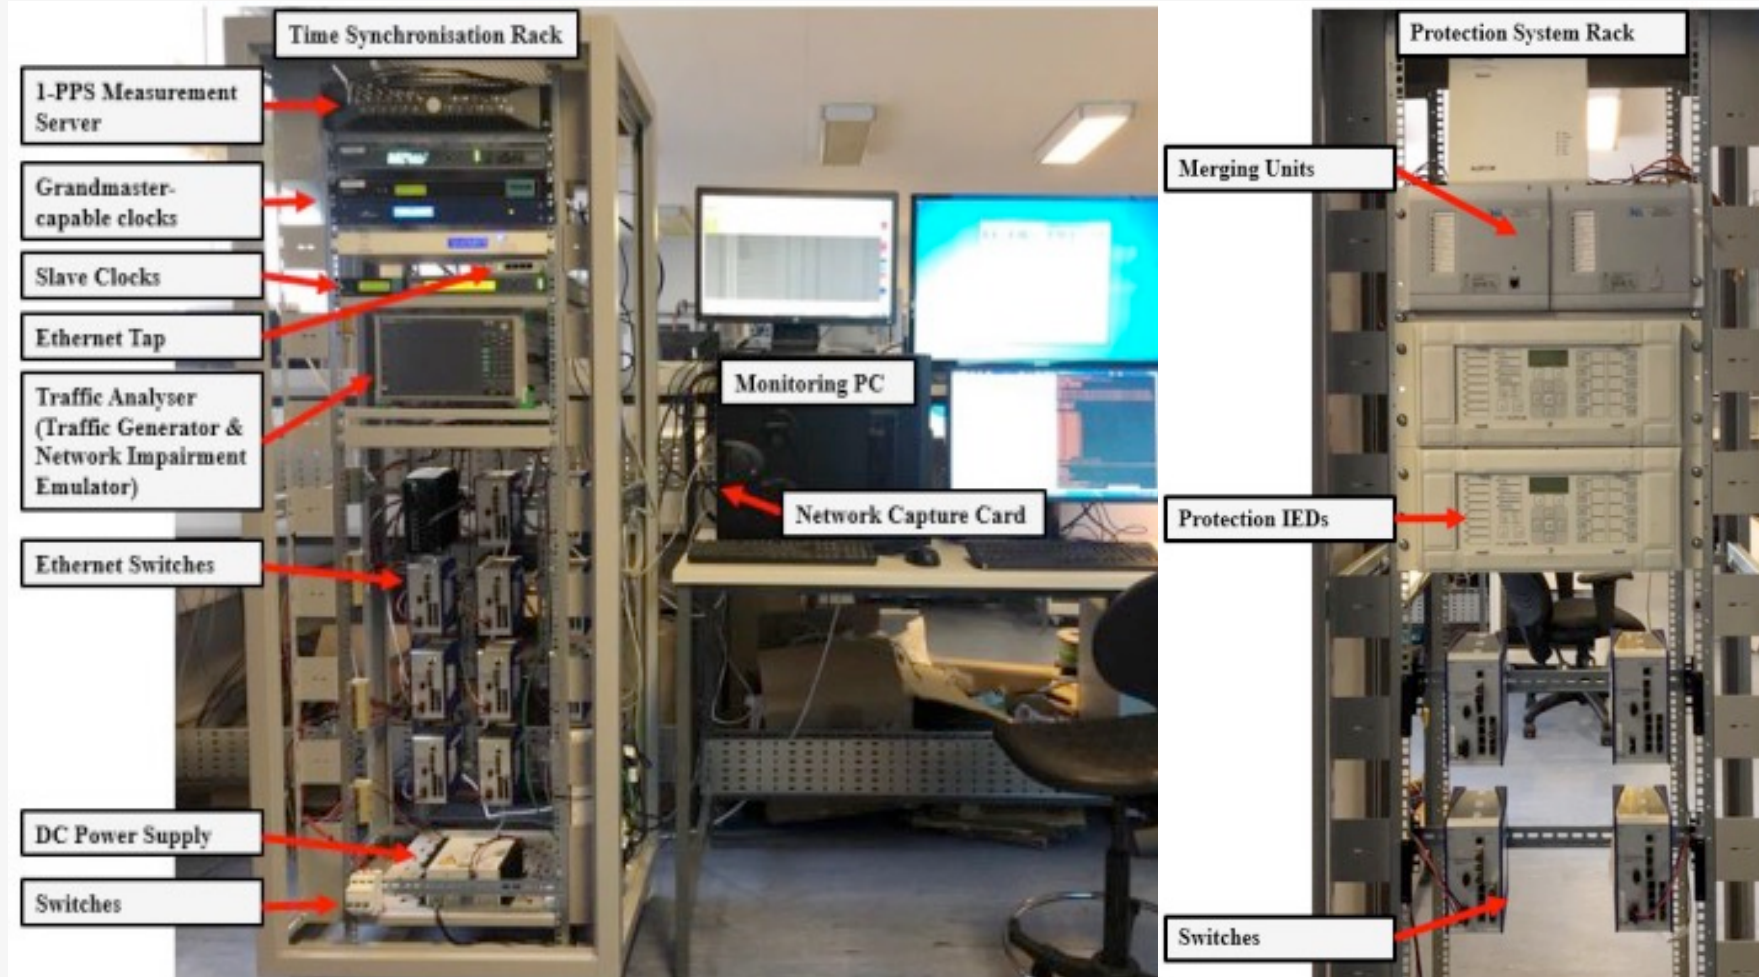 Time Synchronisation Rack
1-PPS Measurement
Server
Grandmaster-
capable clocks
Slave Clocks
Ethernet Tap
Traffic Analyser
(Traffic Generator &
Network Impairment
Emulator)
Ethernet Switches
DC Power Supply
Switches
Monitoring PC
Network Capture Card
Protection System Rack
Merging Units
Protection IEDs
Switches